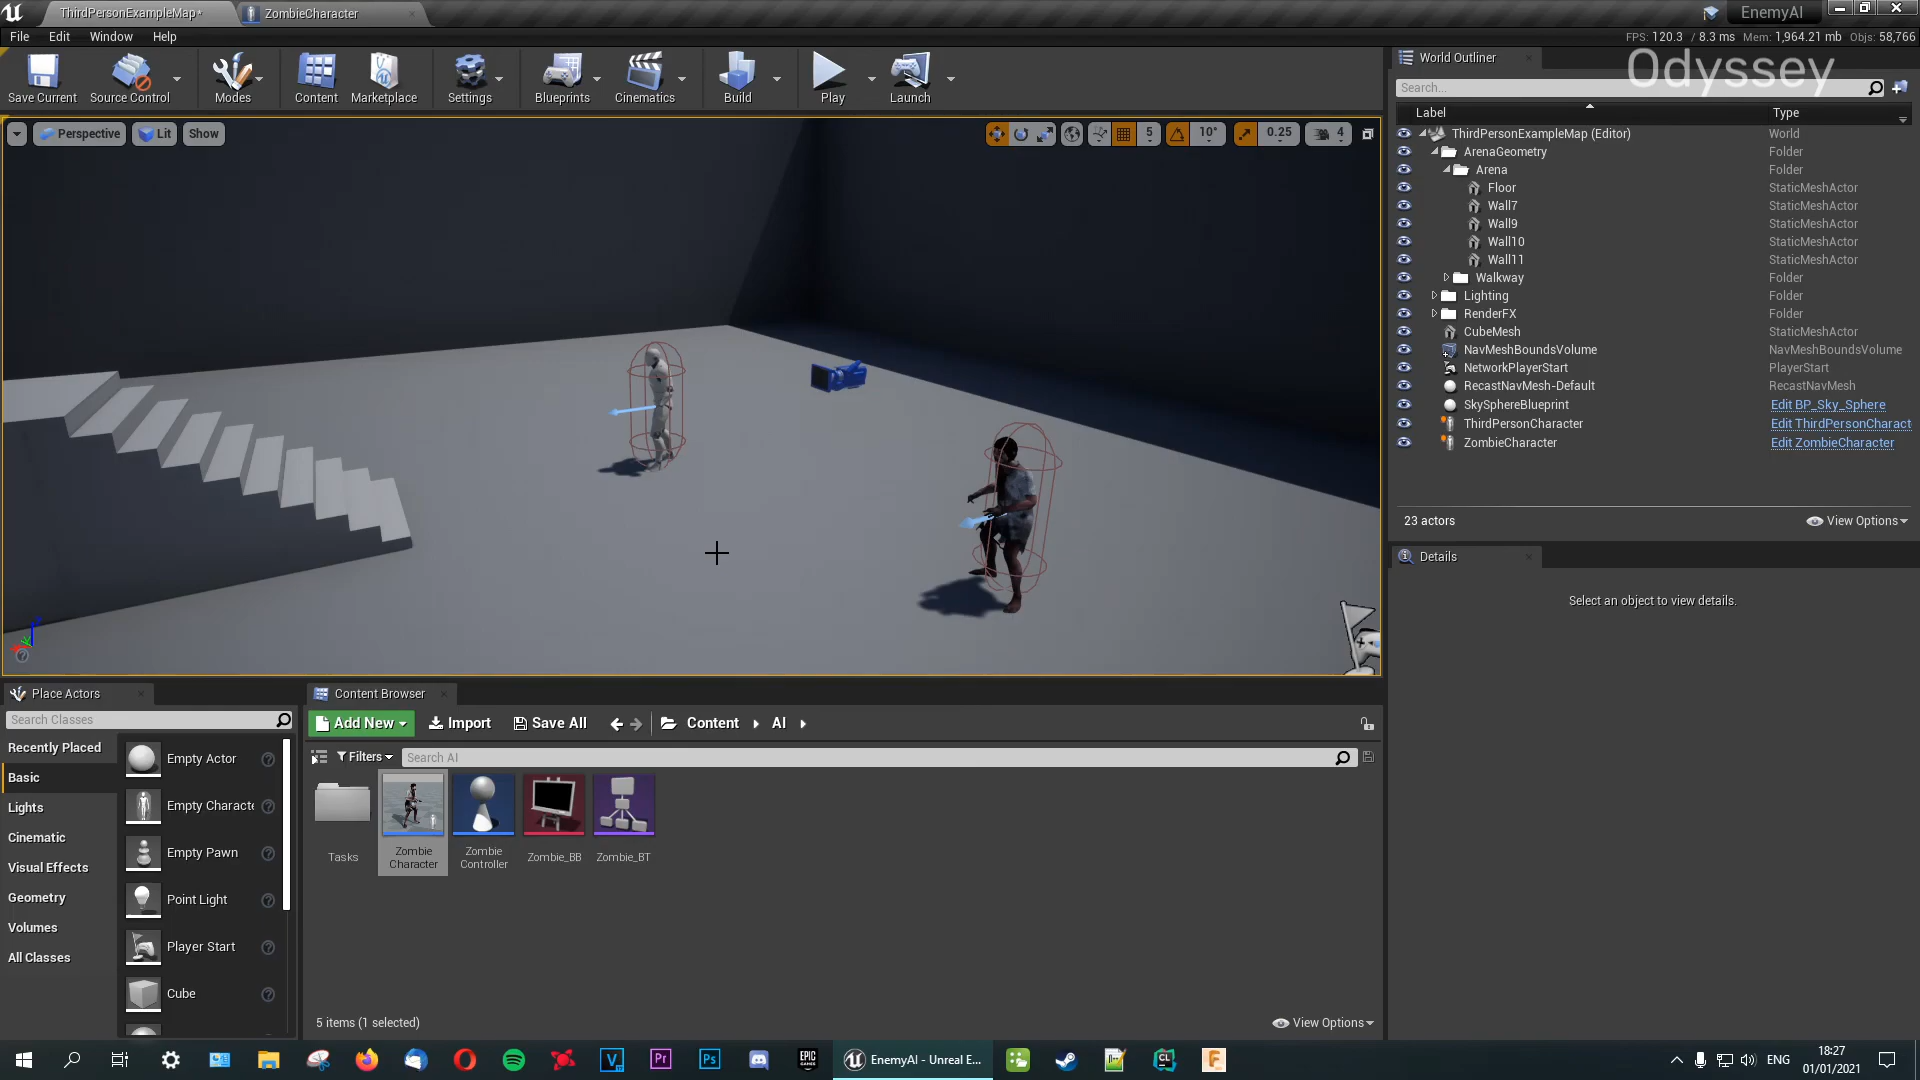 ThirdPersonExampleMap*
ZombieCharacter
EnemyAI
File Edit Window Help
FPS: 120.3 / 8.3 ms Mem: 1,964.21 mb Objs: 58,766
Save Current
Source Control
Modes
Content
Marketplace
Settings
Blueprints
Cinematics
Build
Play
Launch
Perspective
Lit
Show
5
10°
0.25
4
World Outliner
Odyssey
Search...
Label Type
ThirdPersonExampleMap (Editor) World
ArenaGeometry Folder
Arena Folder
Floor StaticMeshActor
Wall7 StaticMeshActor
Wall9 StaticMeshActor
Wall10 StaticMeshActor
Wall11 StaticMeshActor
Walkway Folder
Lighting Folder
RenderFX Folder
CubeMesh StaticMeshActor
NavMeshBoundsVolume NavMeshBoundsVolume
NetworkPlayerStart PlayerStart
RecastNavMesh-Default RecastNavMesh
SkySphereBlueprint Edit BP_Sky_Sphere
ThirdPersonCharacter Edit ThirdPersonCharact
ZombieCharacter Edit ZombieCharacter
23 actors
View Options
Details
Select an object to view details.
Place Actors
Search Classes
Recently Placed
Basic
Lights
Cinematic
Visual Effects
Geometry
Volumes
All Classes
Empty Actor
Empty Characte
Empty Pawn
Point Light
Player Start
Cube
Content Browser
Add New
Import
Save All
Content
AI
Filters
Search AI
Tasks
Zombie
Character
Zombie
Controller
Zombie_BB
Zombie_BT
5 items (1 selected)
View Options
Pr
Ps
EPIC
GAMES
EnemyAI - Unreal E...
CL
ENG
18:27
01/01/2021